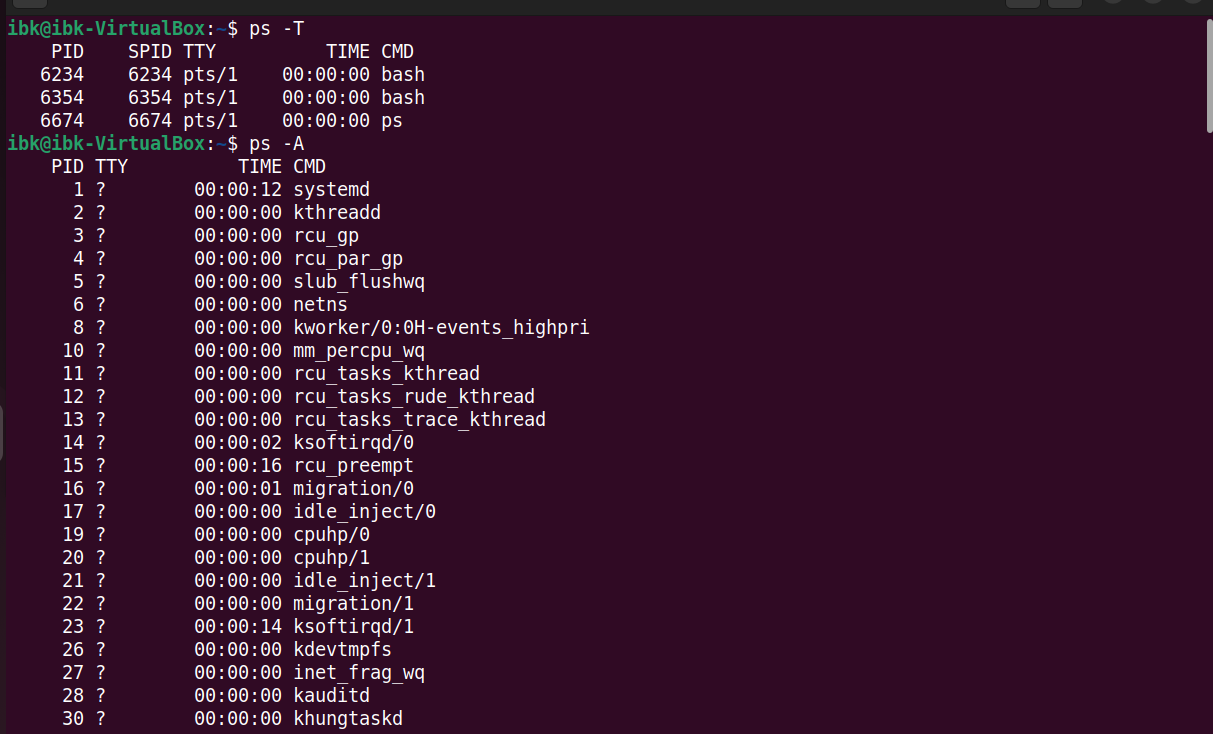 ibk@ibk-VirtualBox:~$ ps -T
    PID    SPID TTY          TIME CMD
   6234    6234 pts/1    00:00:00 bash
   6354    6354 pts/1    00:00:00 bash
   6674    6674 pts/1    00:00:00 ps
ibk@ibk-VirtualBox:~$ ps -A
    PID TTY          TIME CMD
      1 ?        00:00:12 systemd
      2 ?        00:00:00 kthreadd
      3 ?        00:00:00 rcu_gp
      4 ?        00:00:00 rcu_par_gp
      5 ?        00:00:00 slub_flushwq
      6 ?        00:00:00 netns
      8 ?        00:00:00 kworker/0:0H-events_highpri
     10 ?        00:00:00 mm_percpu_wq
     11 ?        00:00:00 rcu_tasks_kthread
     12 ?        00:00:00 rcu_tasks_rude_kthread
     13 ?        00:00:00 rcu_tasks_trace_kthread
     14 ?        00:00:02 ksoftirqd/0
     15 ?        00:00:16 rcu_preempt
     16 ?        00:00:01 migration/0
     17 ?        00:00:00 idle_inject/0
     19 ?        00:00:00 cpuhp/0
     20 ?        00:00:00 cpuhp/1
     21 ?        00:00:00 idle_inject/1
     22 ?        00:00:00 migration/1
     23 ?        00:00:14 ksoftirqd/1
     26 ?        00:00:00 kdevtmpfs
     27 ?        00:00:00 inet_frag_wq
     28 ?        00:00:00 kauditd
     30 ?        00:00:00 khungtaskd